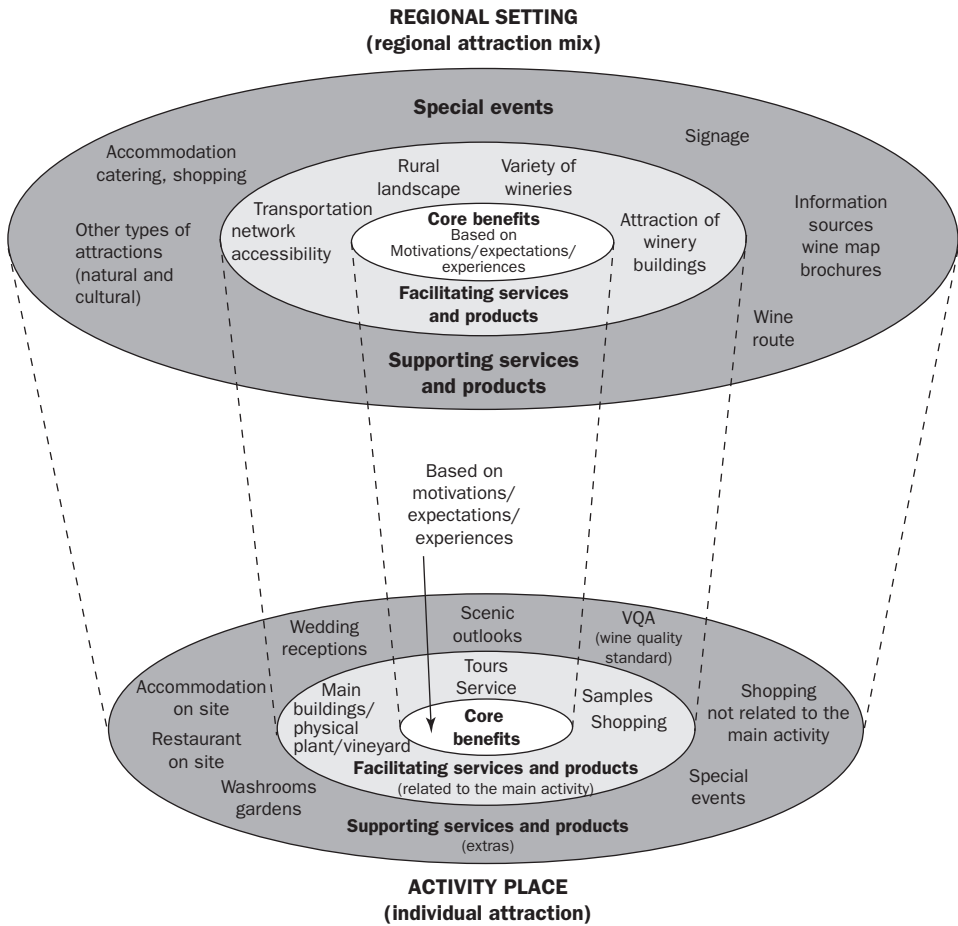 REGIONAL SETTING
(regional attraction mix)
Special events
Signage
Accommodation
catering, shopping
Rural
landscape
Variety of
wineries
Other types of
attractions
(natural and
cultural)
Transportation
network
accessibility
Core benefits
Based on
Motivations/expectations/
experiences
Attraction of
winery
buildings
Information
sources
wine map
brochures
Facilitating services
and products
Wine
route
Supporting services
and products
Based on
motivations/
expectations/
experiences
Wedding
receptions
Scenic
outlooks
VQA
(wine quality
standard)
Accommodation
on site
Restaurant
on site
Washrooms
gardens
Main
buildings/
physical
plant/vineyard
Tours
Service
Core
benefits
Samples
Shopping
Shopping
not related to the
main activity
Special
events
Facilitating services and products
(related to the main activity)
Supporting services and products
(extras)
ACTIVITY PLACE
(individual attraction)